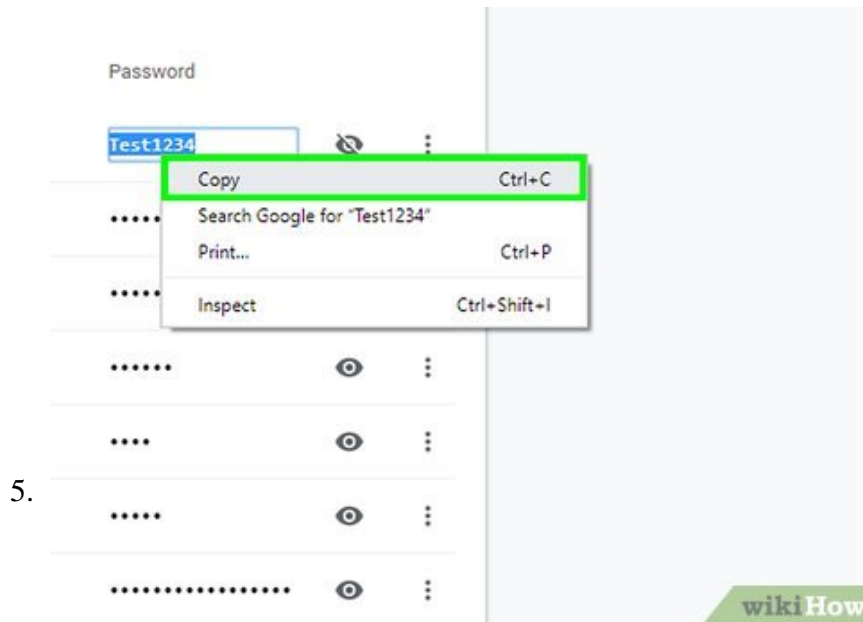 Password
Test1234
Copy Ctrl+C
Search Google for "Test1234"
Print... Ctrl+P
Inspect Ctrl+Shift+I
••••••
••••
5.
•••••
•••••••••••••••••
wikiHow